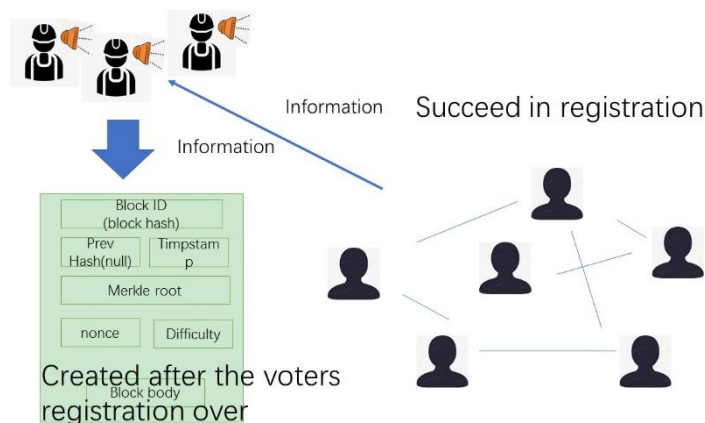 Information
Succeed in registration
Information
Block ID
(block hash)
Prev
Hash(null)
Timpstam
p
Merkle root
nonce
Difficulty
Created after the voters
registration over
Block body